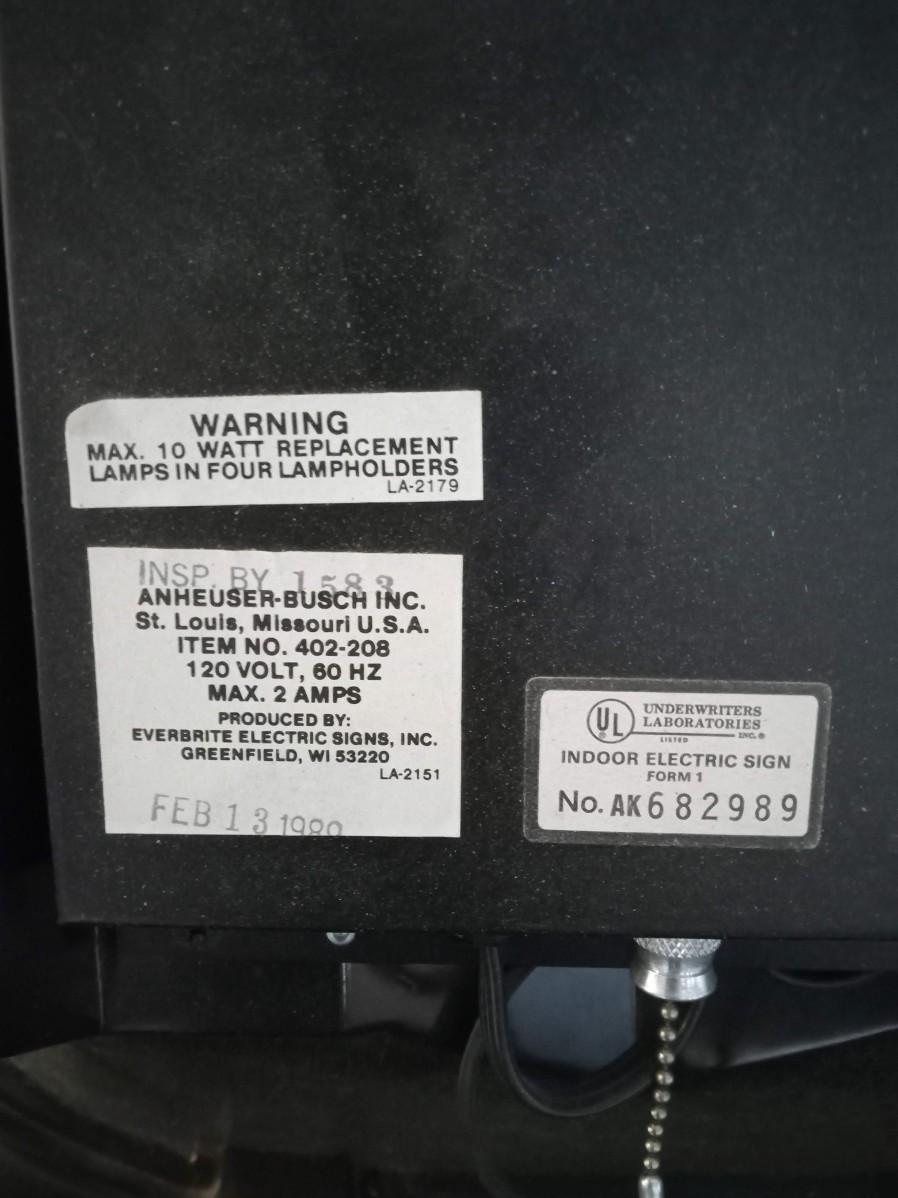 WARNING
MAX. 10 WATT REPLACEMENT
LAMPS IN FOUR LAMPHOLDERS
LA-2179
INSP. BY 1583
ANHEUSER-BUSCH INC.
St. Louis, Missouri U.S.A.
ITEM NO. 402-208
120 VOLT, 60 HZ
MAX. 2 AMPS
PRODUCED BY:
EVERBRITE ELECTRIC SIGNS, INC.
GREENFIELD, WI 53220
LA-2151
FEB 13
UL
UNDERWRITERS
LABORATORIES
INC.®
LISTED
INDOOR ELECTRIC SIGN
FORM 1
No. AK682989